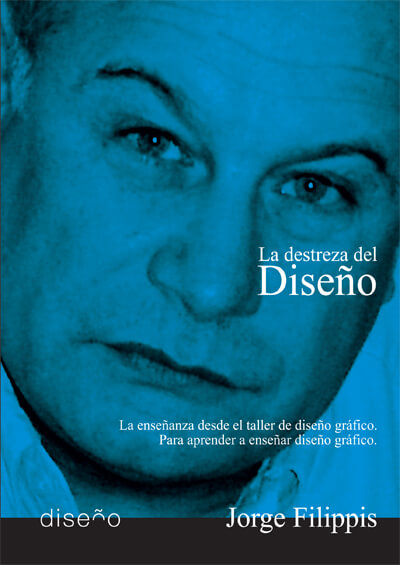 La destreza del
Diseño
La enseñanza desde el taller de diseño gráfico.
Para aprender a enseñar diseño gráfico.
diseño
Jorge Filippis